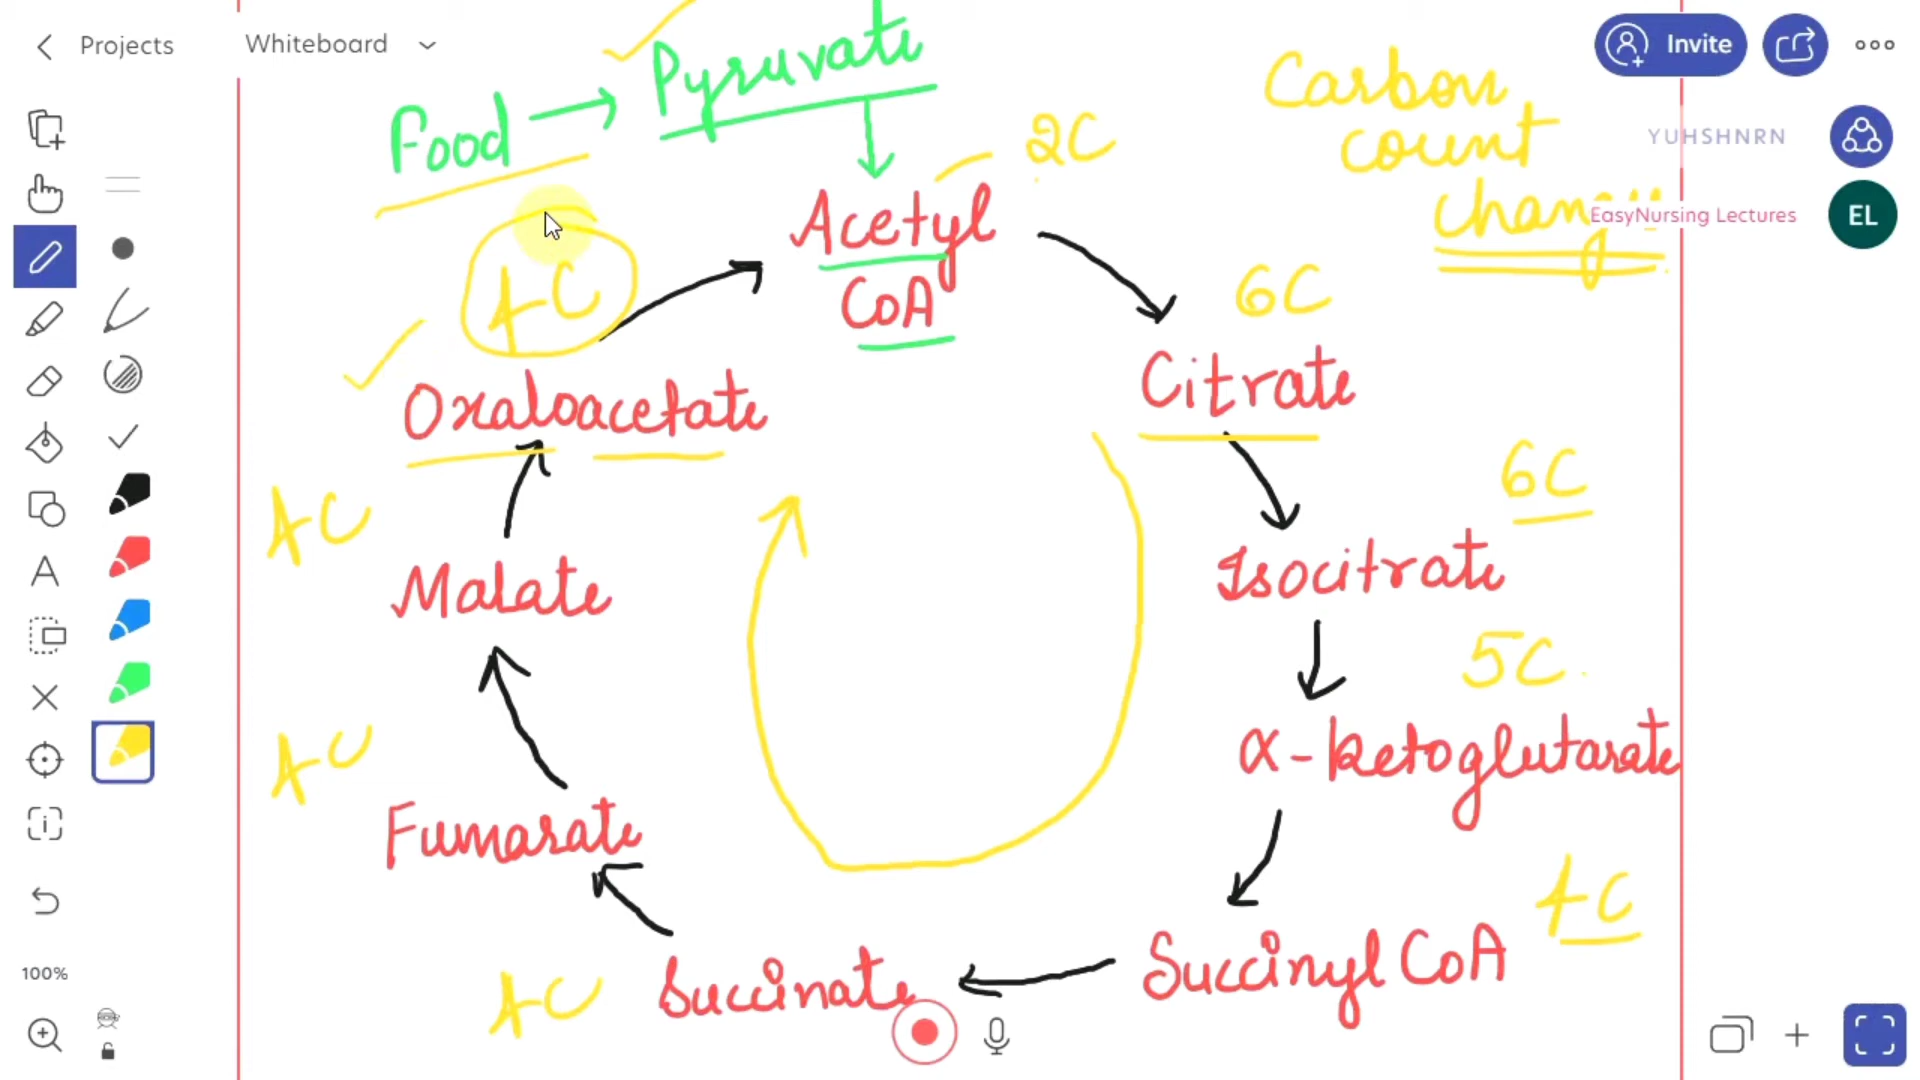 Projects
Whiteboard
Invite
Food → Pyruvate
Carbon
count
change
YUHSHNRN
EasyNursing Lectures
EL
2C
Acetyl
CoA
4C
6C
Oxaloacetate
Citrate
6C
4C
Isocitrate
Malate
5C
α-ketoglutarate
4C
Fumarate
4C
Succinyl CoA
Succinate
4C
A
100%